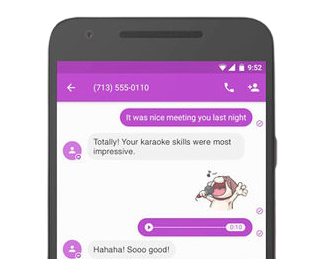 9:52
(713) 555-0110
It was nice meeting you last night
Totally! Your karaoke skills were most
impressive.
0:10
Hahaha! Sooo good!